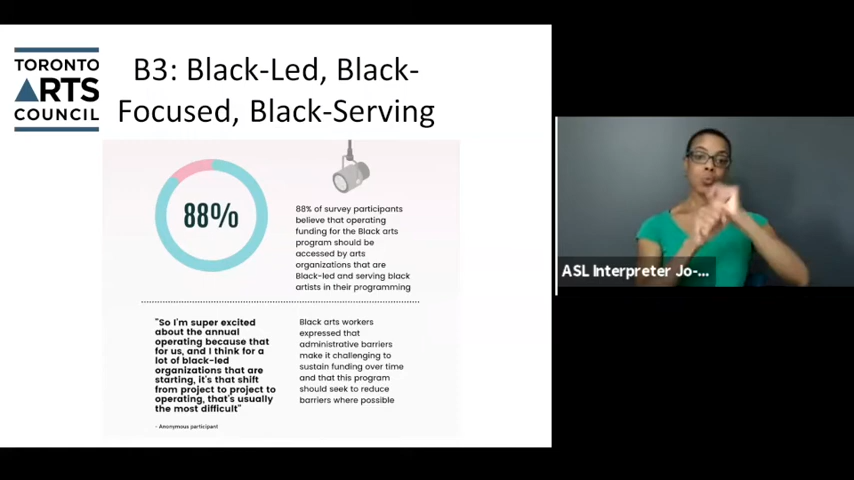 TORONTO
ARTS
COUNCIL
B3: Black-Led, Black-
Focused, Black-Serving
88%
88% of survey participants
believe that operating
funding for the Black arts
program should be
accessed by arts
organizations that are
Black-led and serving black
artists in their programming
"So I'm super excited
about the annual
operating because that
for us, and I think for a
lot of black-led
organizations that are
starting, it's that shift
from project to project to
operating, that's usually
the most difficult"
- Anonymous participant
Black arts workers
expressed that
administrative barriers
make it challenging to
sustain funding over time
and that this program
should seek to reduce
barriers where possible
ASL Interpreter Jo-...